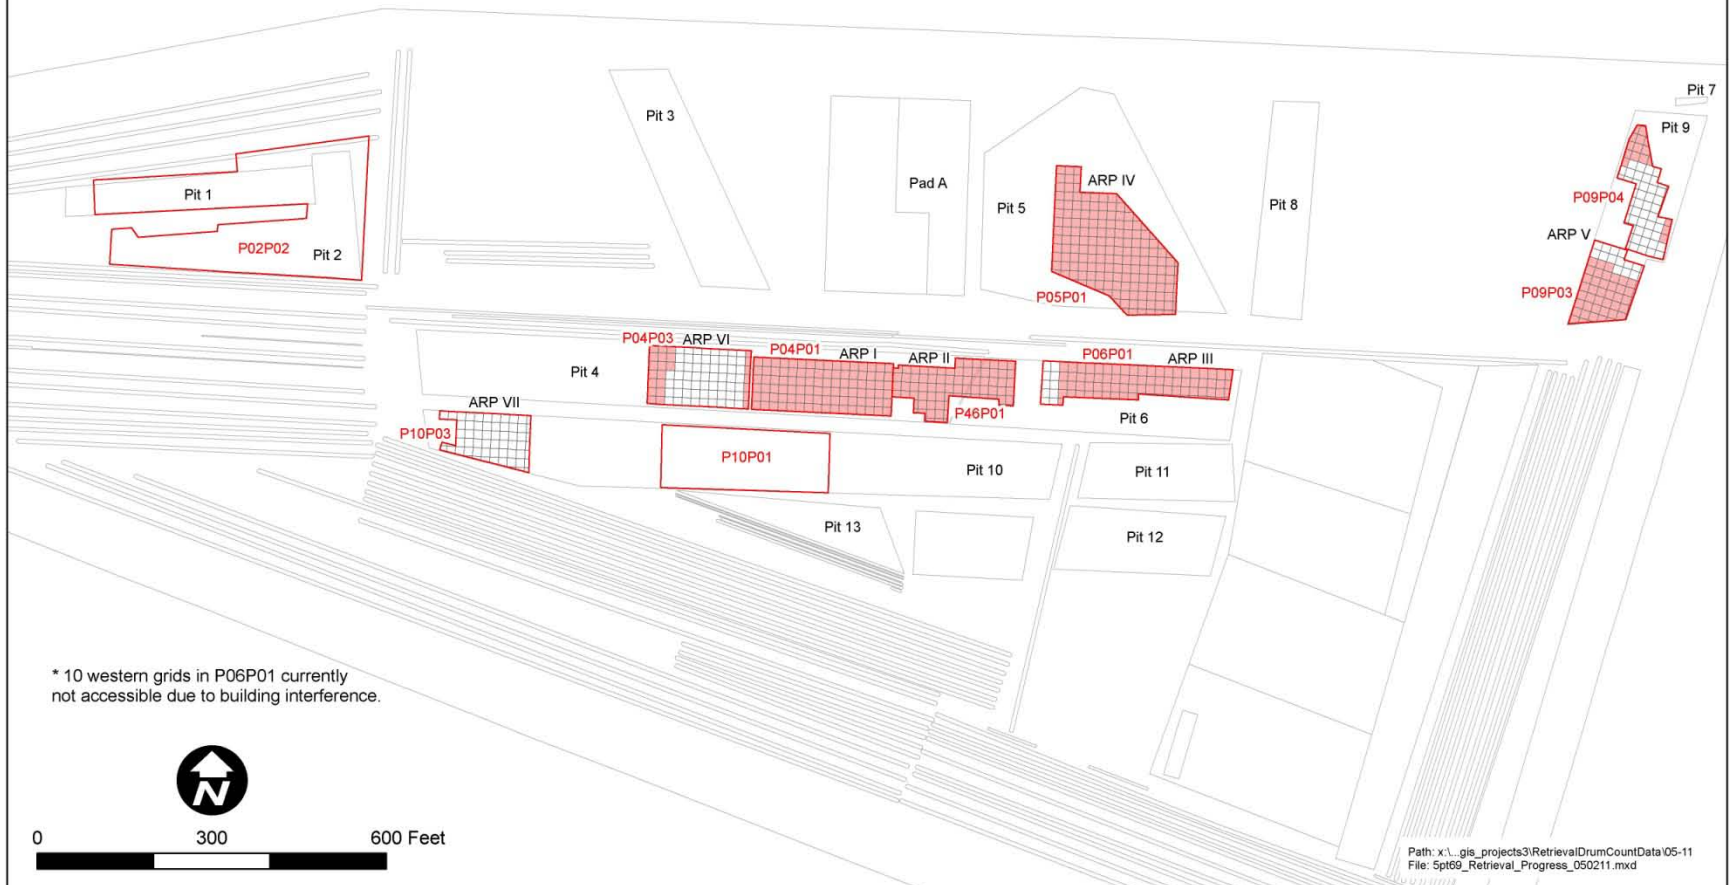 Pit 7
Pit 3
Pit 9
Pad A
ARP IV
Pit 1
Pit 5
Pit 8
P09P04
ARP V
P02P02
Pit 2
P05P01
P09P03
P04P03
ARP VI
P04P01
ARP I
ARP II
P06P01
ARP III
Pit 4
ARP VII
P46P01
Pit 6
P10P03
P10P01
Pit 10
Pit 11
Pit 13
Pit 12
* 10 western grids in P06P01 currently
not accessible due to building interference.
N
0 300 600 Feet
Path: x:\...gis_projects3\RetrievalDrumCountData\05-11
File: 5pt69_Retrieval_Progress_050211.mxd